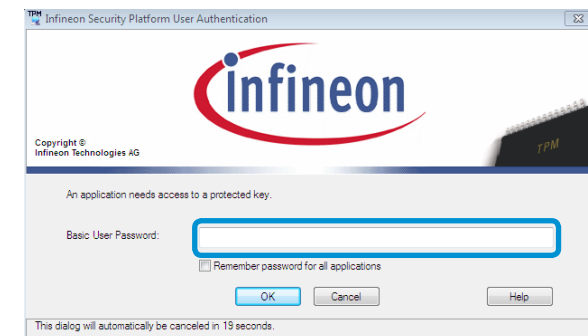 TPM
Infineon Security Platform User Authentication
infineon
Copyright ©
Infineon Technologies AG
TPM
An application needs access to a protected key.
Basic User Password:
Remember password for all applications
OK Cancel Help
This dialog will automatically be canceled in 19 seconds.